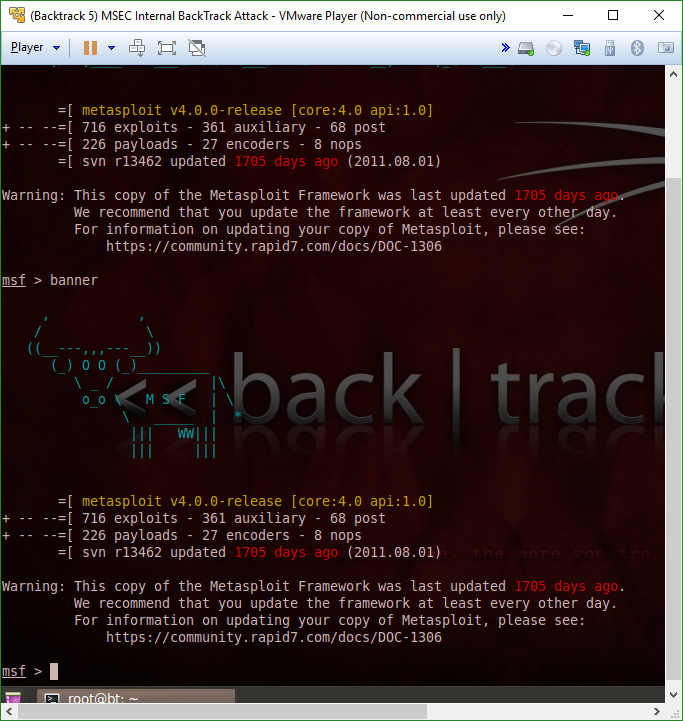 (Backtrack 5) MSEC Internal BackTrack Attack - VMware Player (Non-commercial use only)
Player
=[ metasploit v4.0.0-release [core:4.0 api:1.0]
+ -- --=[ 716 exploits - 361 auxiliary - 68 post
+ -- --=[ 226 payloads - 27 encoders - 8 nops
=[ svn r13462 updated 1705 days ago (2011.08.01)
Warning: This copy of the Metasploit Framework was last updated 1705 days ago.
We recommend that you update the framework at least every other day.
For information on updating your copy of Metasploit, please see:
https://community.rapid7.com/docs/DOC-1306
msf > banner
<< back | track
M S F
=[ metasploit v4.0.0-release [core:4.0 api:1.0]
+ -- --=[ 716 exploits - 361 auxiliary - 68 post
+ -- --=[ 226 payloads - 27 encoders - 8 nops
=[ svn r13462 updated 1705 days ago (2011.08.01)
the more you are
Warning: This copy of the Metasploit Framework was last updated 1705 days ago.
We recommend that you update the framework at least every other day.
For information on updating your copy of Metasploit, please see:
https://community.rapid7.com/docs/DOC-1306
msf >
root@bt: ~